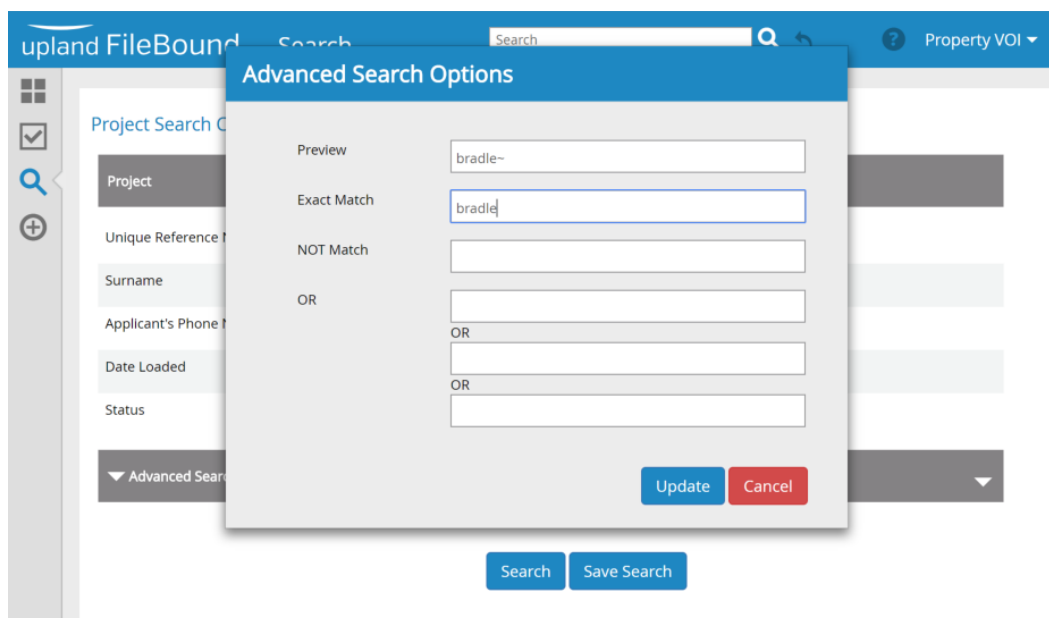 upland FileBound Search Search Property VOI
Advanced Search Options
Project Search
Preview bradle~
Project
Exact Match bradle
Unique Reference
NOT Match
Surname
OR
Applicant's Phone
OR
Date Loaded
OR
Status
Advanced Sear
Update Cancel
Search Save Search